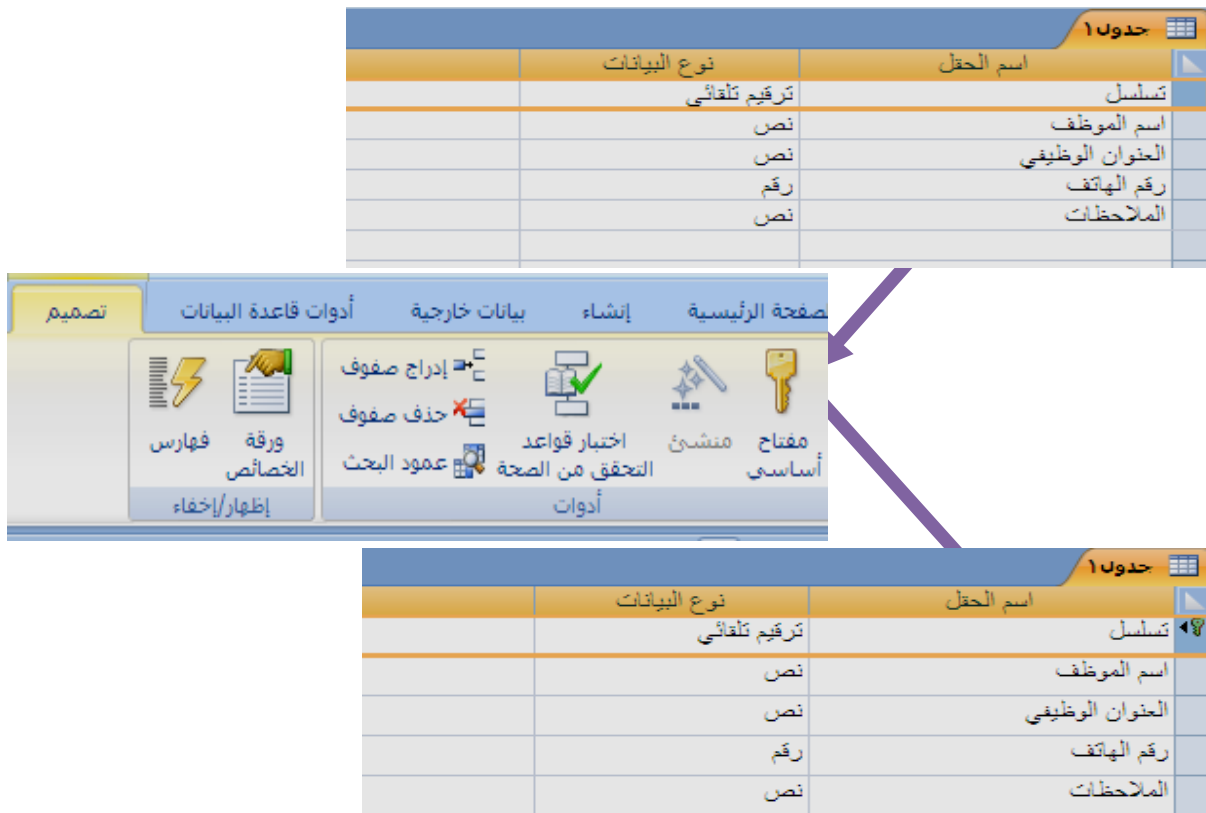 جدول١
اسم الحقل نوع البيانات
تسلسل ترقيم تلقائي
اسم الموظف نص
العنوان الوظيفي نص
رقم الهاتف رقم
الملاحظات نص
لصفحة الرئيسية إنشاء بيانات خارجية أدوات قاعدة البيانات تصميم
مفتاح أساسي
منشئ
اختبار قواعد التحقق من الصحة
إدراج صفوف
حذف صفوف
عمود البحث
أدوات
ورقة الخصائص
فهارس
إظهار/إخفاء
جدول١
اسم الحقل نوع البيانات
تسلسل ترقيم تلقائي
اسم الموظف نص
العنوان الوظيفي نص
رقم الهاتف رقم
الملاحظات نص